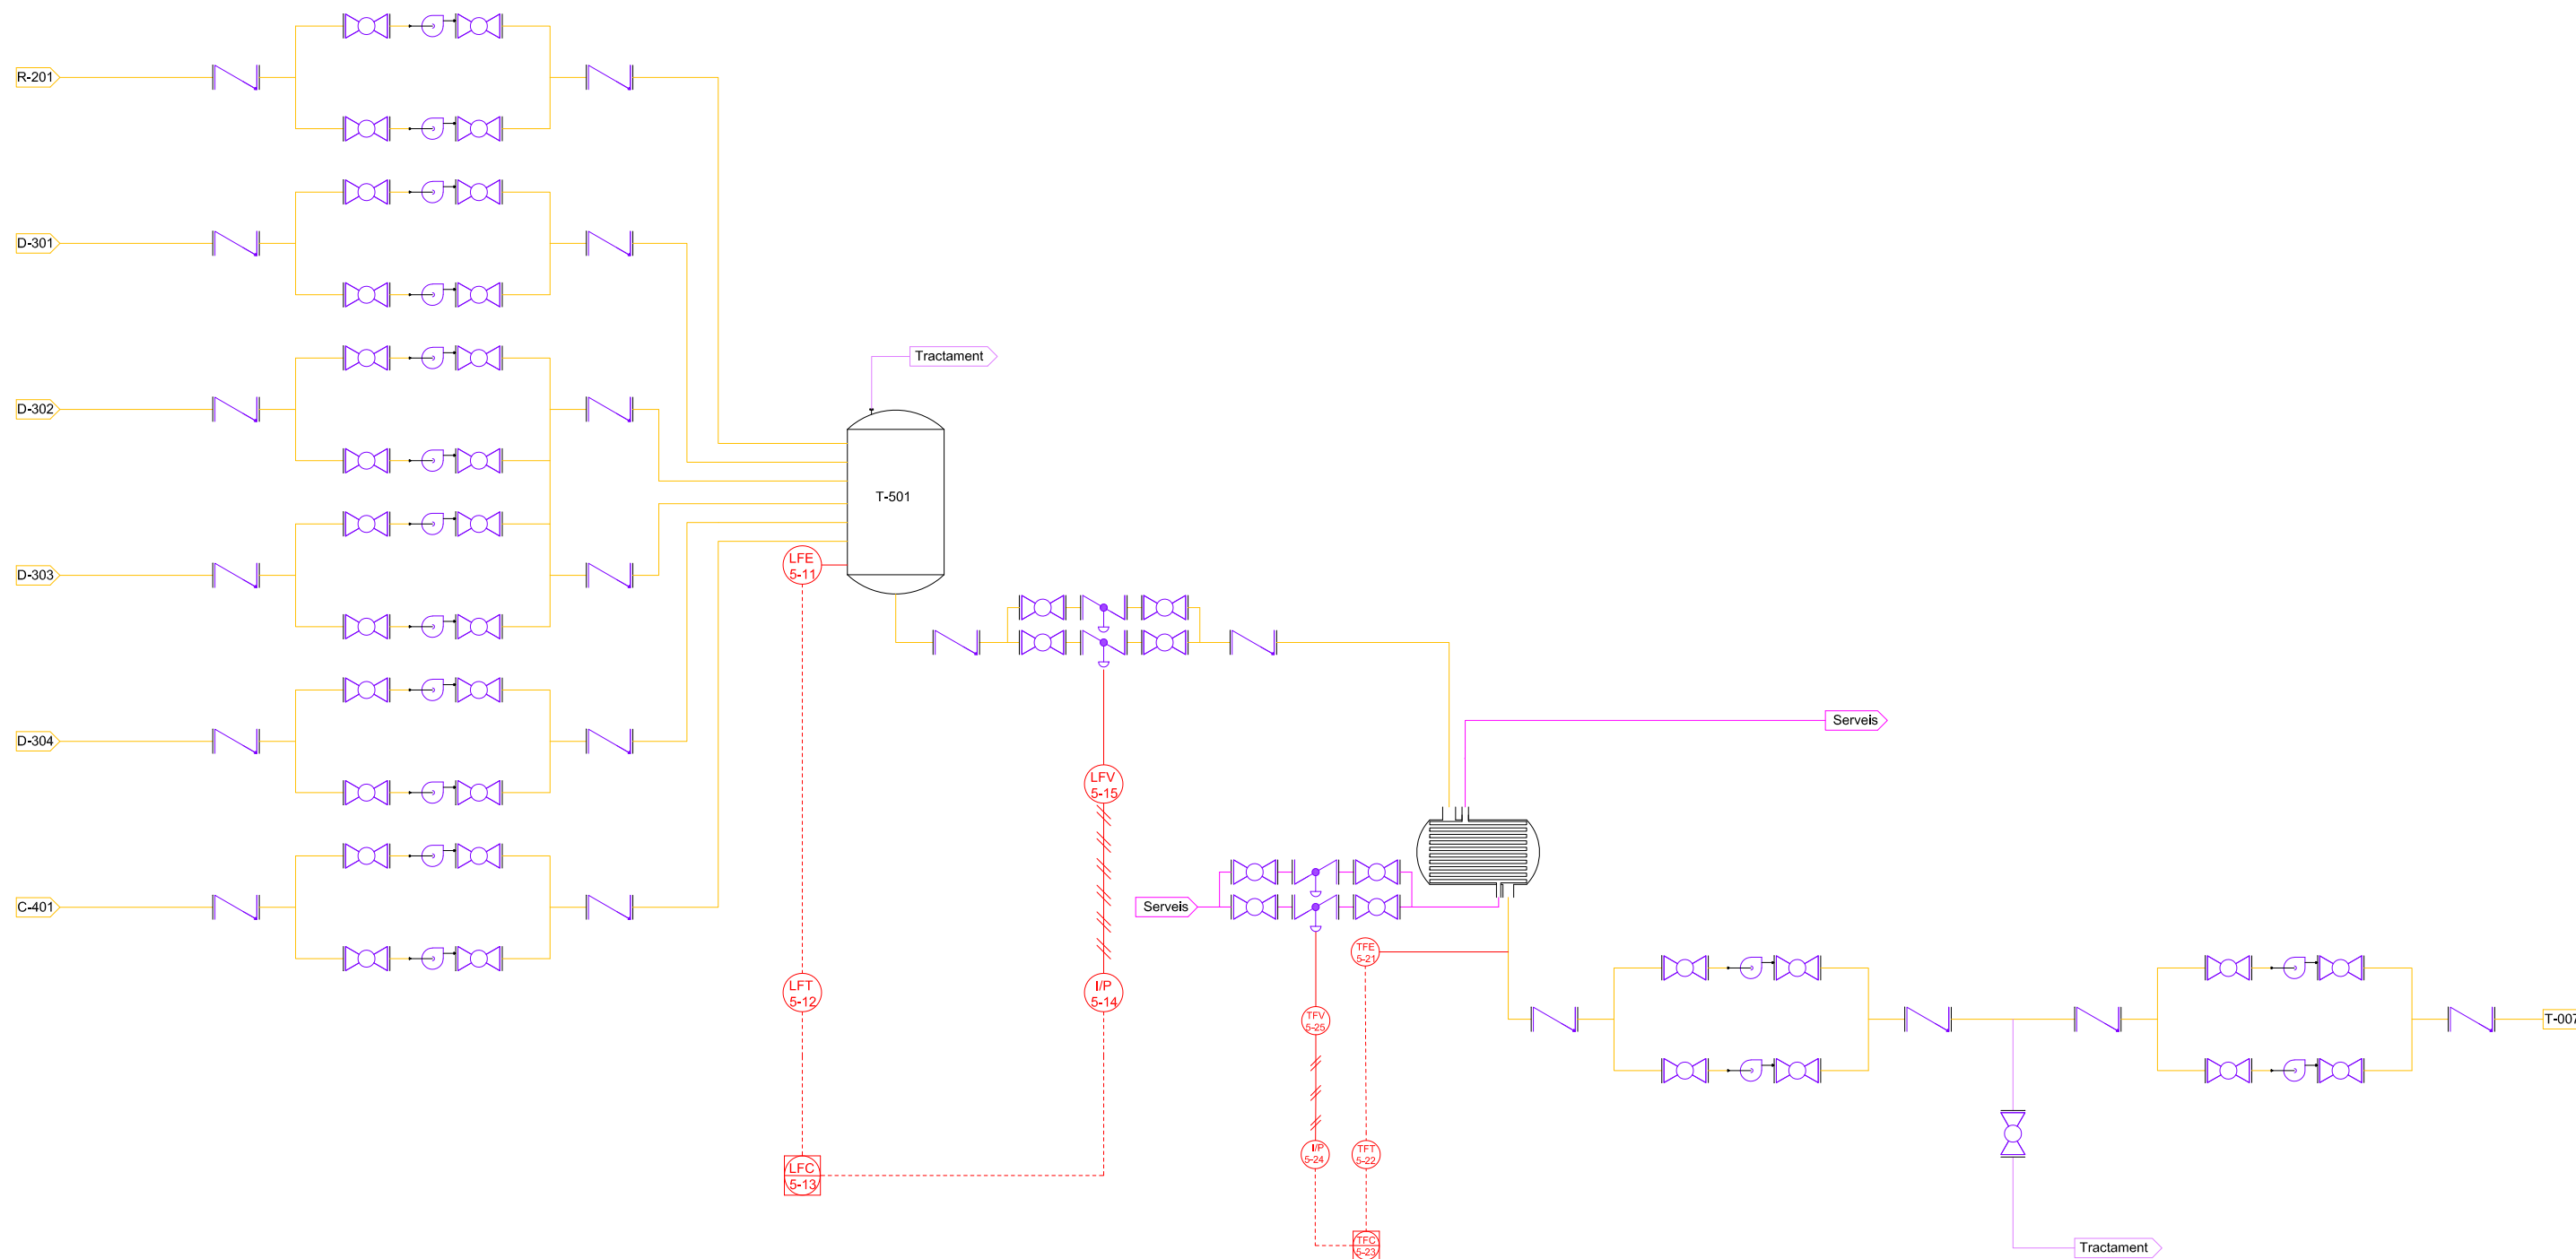 R-201
D-301
Tractament
D-302
T-501
LFE
5-11
D-303
Serveis
D-304
LFV
5-15
Serveis
C-401
TFE
5-21
LFT
5-12
I/P
5-14
TFV
5-25
T-007
I/P
5-24
TFT
5-22
LFC
5-13
TFC
5-23
Tractament